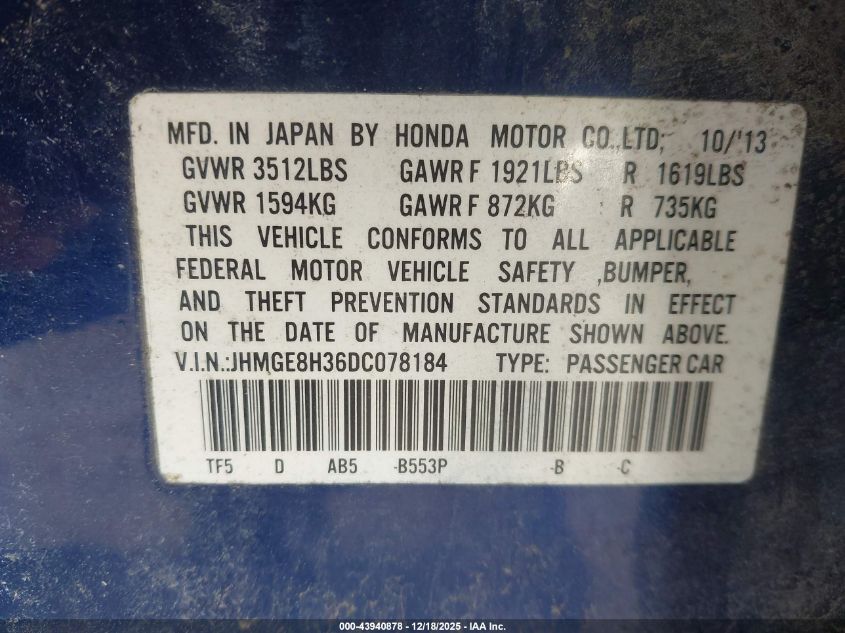 MFD. IN JAPAN BY HONDA MOTOR CO.,LTD; 10/'13
GVWR 3512LBS GAWR F 1921LBS R 1619LBS
GVWR 1594KG GAWR F 872KG R 735KG
THIS VEHICLE CONFORMS TO ALL APPLICABLE
FEDERAL MOTOR VEHICLE SAFETY ,BUMPER,
AND THEFT PREVENTION STANDARDS IN EFFECT
ON THE DATE OF MANUFACTURE SHOWN ABOVE.
V.I.N.:JHMGE8H36DC078184 TYPE: PASSENGER CAR
TF5 D AB5 -B553P -B -C
000-43940878 - 12/18/2025 - IAA Inc.